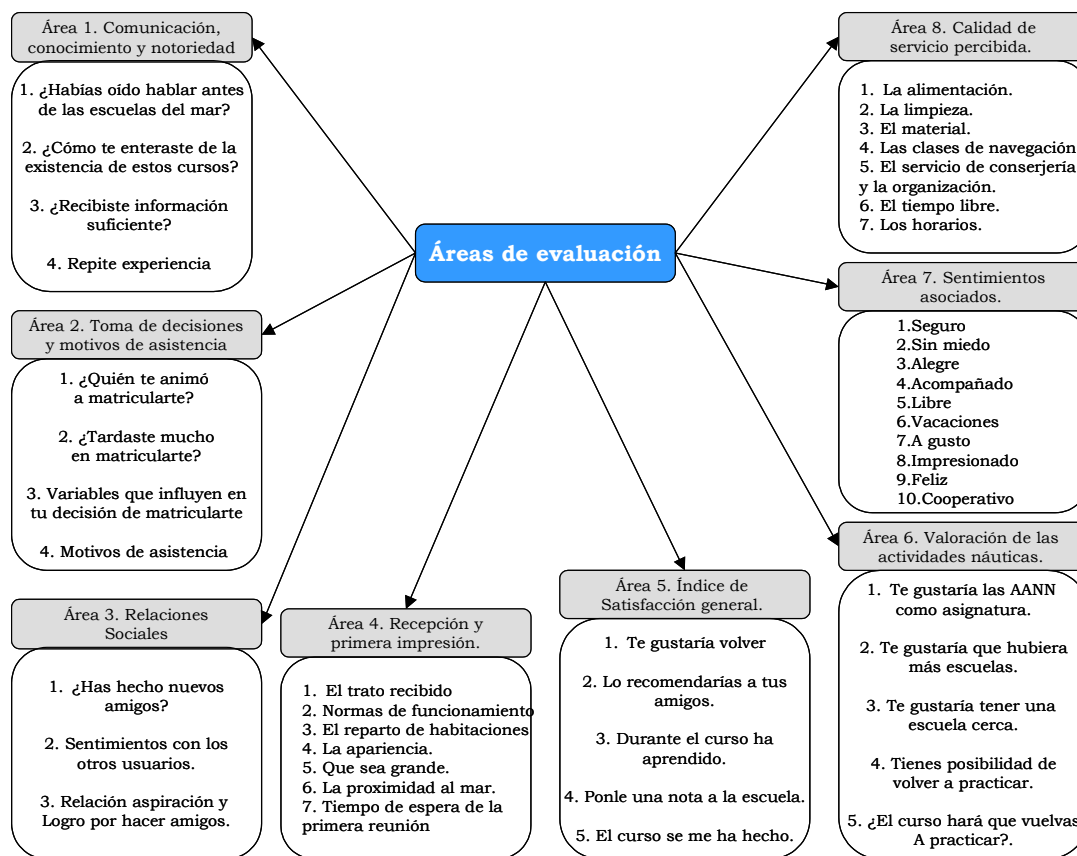 Área 1. Comunicación,
conocimiento y notoriedad
1. ¿Habías oído hablar antes
de las escuelas del mar?
2. ¿Cómo te enteraste de la
existencia de estos cursos?
3. ¿Recibiste información
suficiente?
4. Repite experiencia
Área 8. Calidad de
servicio percibida.
1. La alimentación.
2. La limpieza.
3. El material.
4. Las clases de navegación
5. El servicio de conserjería
y la organización.
6. El tiempo libre.
7. Los horarios.
Áreas de evaluación
Área 7. Sentimientos
asociados.
1.Seguro
2.Sin miedo
3.Alegre
4.Acompañado
5.Libre
6.Vacaciones
7.A gusto
8.Impresionado
9.Feliz
10.Cooperativo
Área 2. Toma de decisiones
y motivos de asistencia
1. ¿Quién te animó
a matricularte?
2. ¿Tardaste mucho
en matricularte?
3. Variables que influyen en
tu decisión de matricularte
4. Motivos de asistencia
Área 3. Relaciones
Sociales
1. ¿Has hecho nuevos
amigos?
2. Sentimientos con los
otros usuarios.
3. Relación aspiración y
Logro por hacer amigos.
Área 4. Recepción y
primera impresión.
1. El trato recibido
2. Normas de funcionamiento
3. El reparto de habitaciones
4. La apariencia.
5. Que sea grande.
6. La proximidad al mar.
7. Tiempo de espera de la
primera reunión
Área 5. Índice de
Satisfacción general.
1. Te gustaría volver
2. Lo recomendarías a tus
amigos.
3. Durante el curso ha
aprendido.
4. Ponle una nota a la escuela.
5. El curso se me ha hecho.
Área 6. Valoración de las
actividades náuticas.
1. Te gustaría las AANN
como asignatura.
2. Te gustaría que hubiera
más escuelas.
3. Te gustaría tener una
escuela cerca.
4. Tienes posibilidad de
volver a practicar.
5. ¿El curso hará que vuelvas
A practicar?.